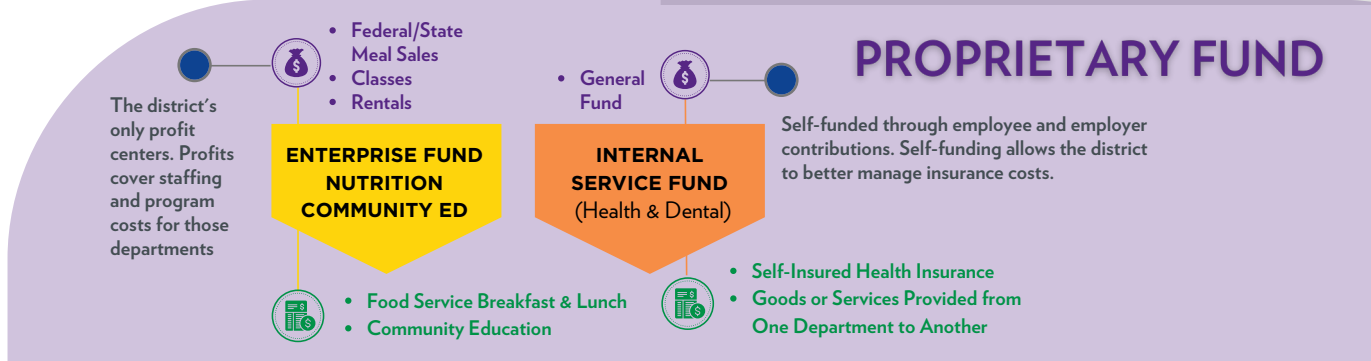 PROPRIETARY FUND
• Federal/State
Meal Sales
• Classes
• Rentals
The district's
only profit
centers. Profits
cover staffing
and program
costs for those
departments
ENTERPRISE FUND
NUTRITION
COMMUNITY ED
• Food Service Breakfast & Lunch
• Community Education
• General
Fund
Self-funded through employee and employer
contributions. Self-funding allows the district
to better manage insurance costs.
INTERNAL
SERVICE FUND
(Health & Dental)
• Self-Insured Health Insurance
• Goods or Services Provided from
One Department to Another